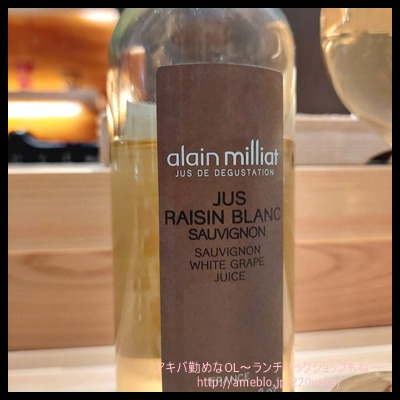 alain milliat
JUS DE DEGUSTATION
JUS
RAISIN BLANC
SAUVIGNON
SAUVIGNON
WHITE GRAPE
JUICE
アキバ勤めなOL～ランチ
FRANCE
http://ameblo.jp